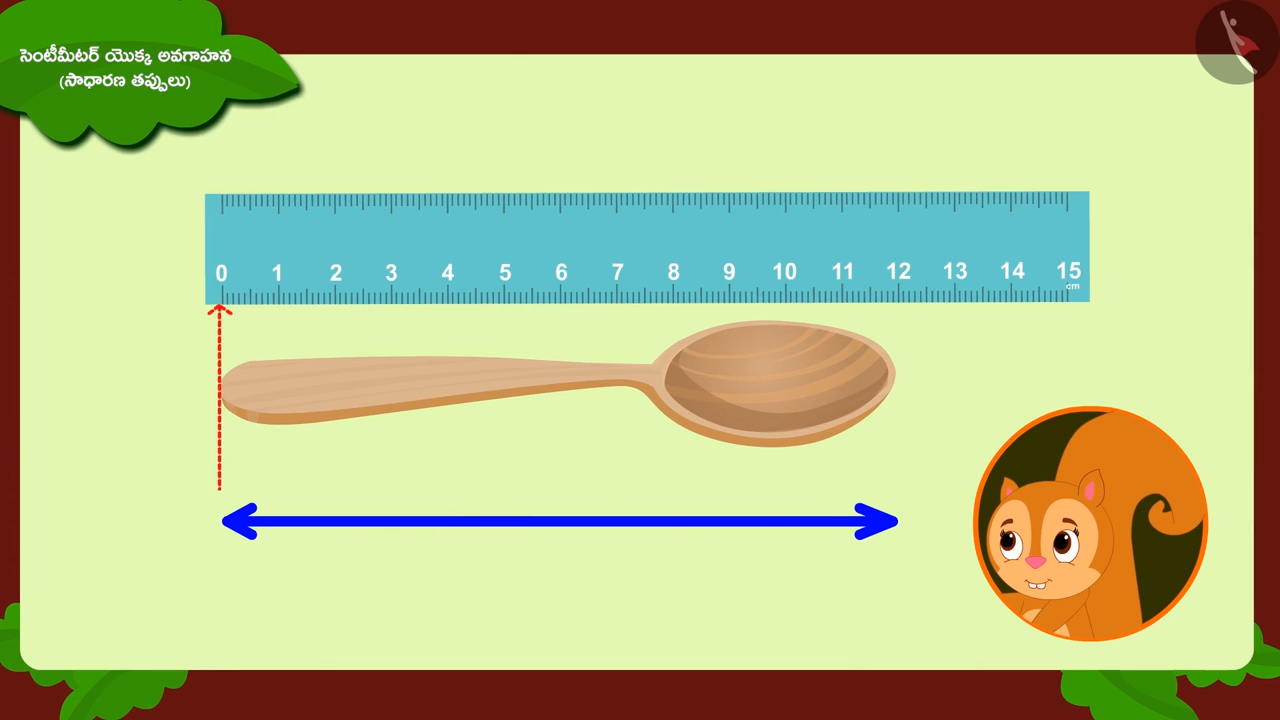 సెంటీమీటర్ యొక్క అవగాహన
(సాధారణ తప్పులు)
0 1 2 3 4 5 6 7 8 9 10 11 12 13 14 15
cm